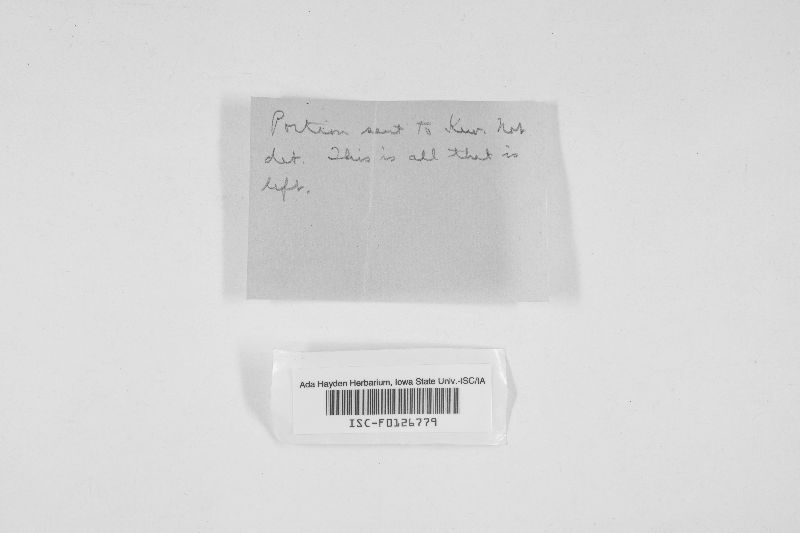 Portion sent to Kew. Not
det. This is all that is
left.
Ada Hayden Herbarium, Iowa State Univ.-ISC/IA
ISC-F0126779